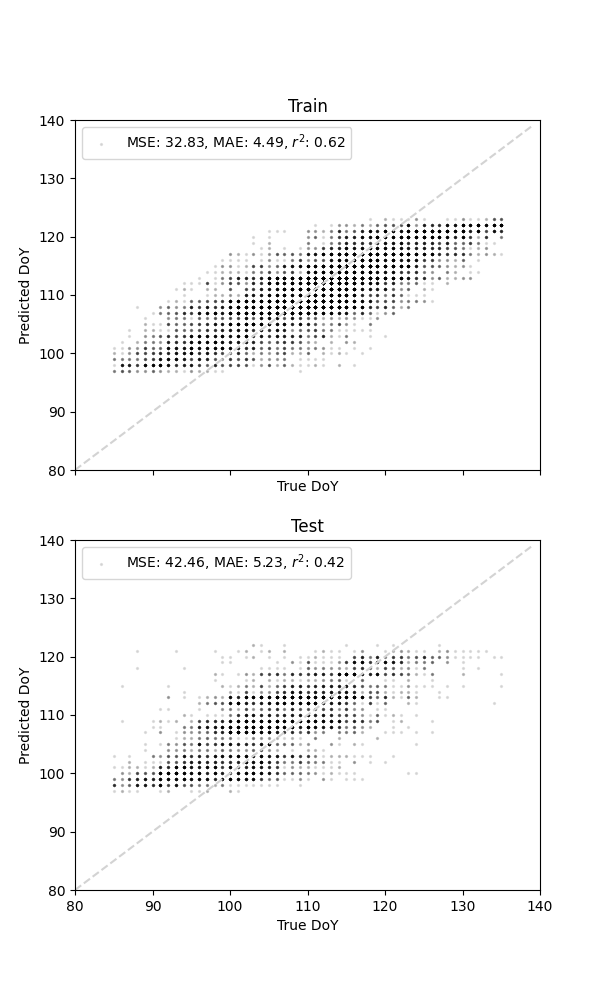 Train
MSE: 32.83, MAE: 4.49, r²: 0.62
140
130
120
110
100
90
80
Predicted DoY
True DoY
Test
MSE: 42.46, MAE: 5.23, r²: 0.42
140
130
120
110
100
90
80
Predicted DoY
80 90 100 110 120 130 140
True DoY